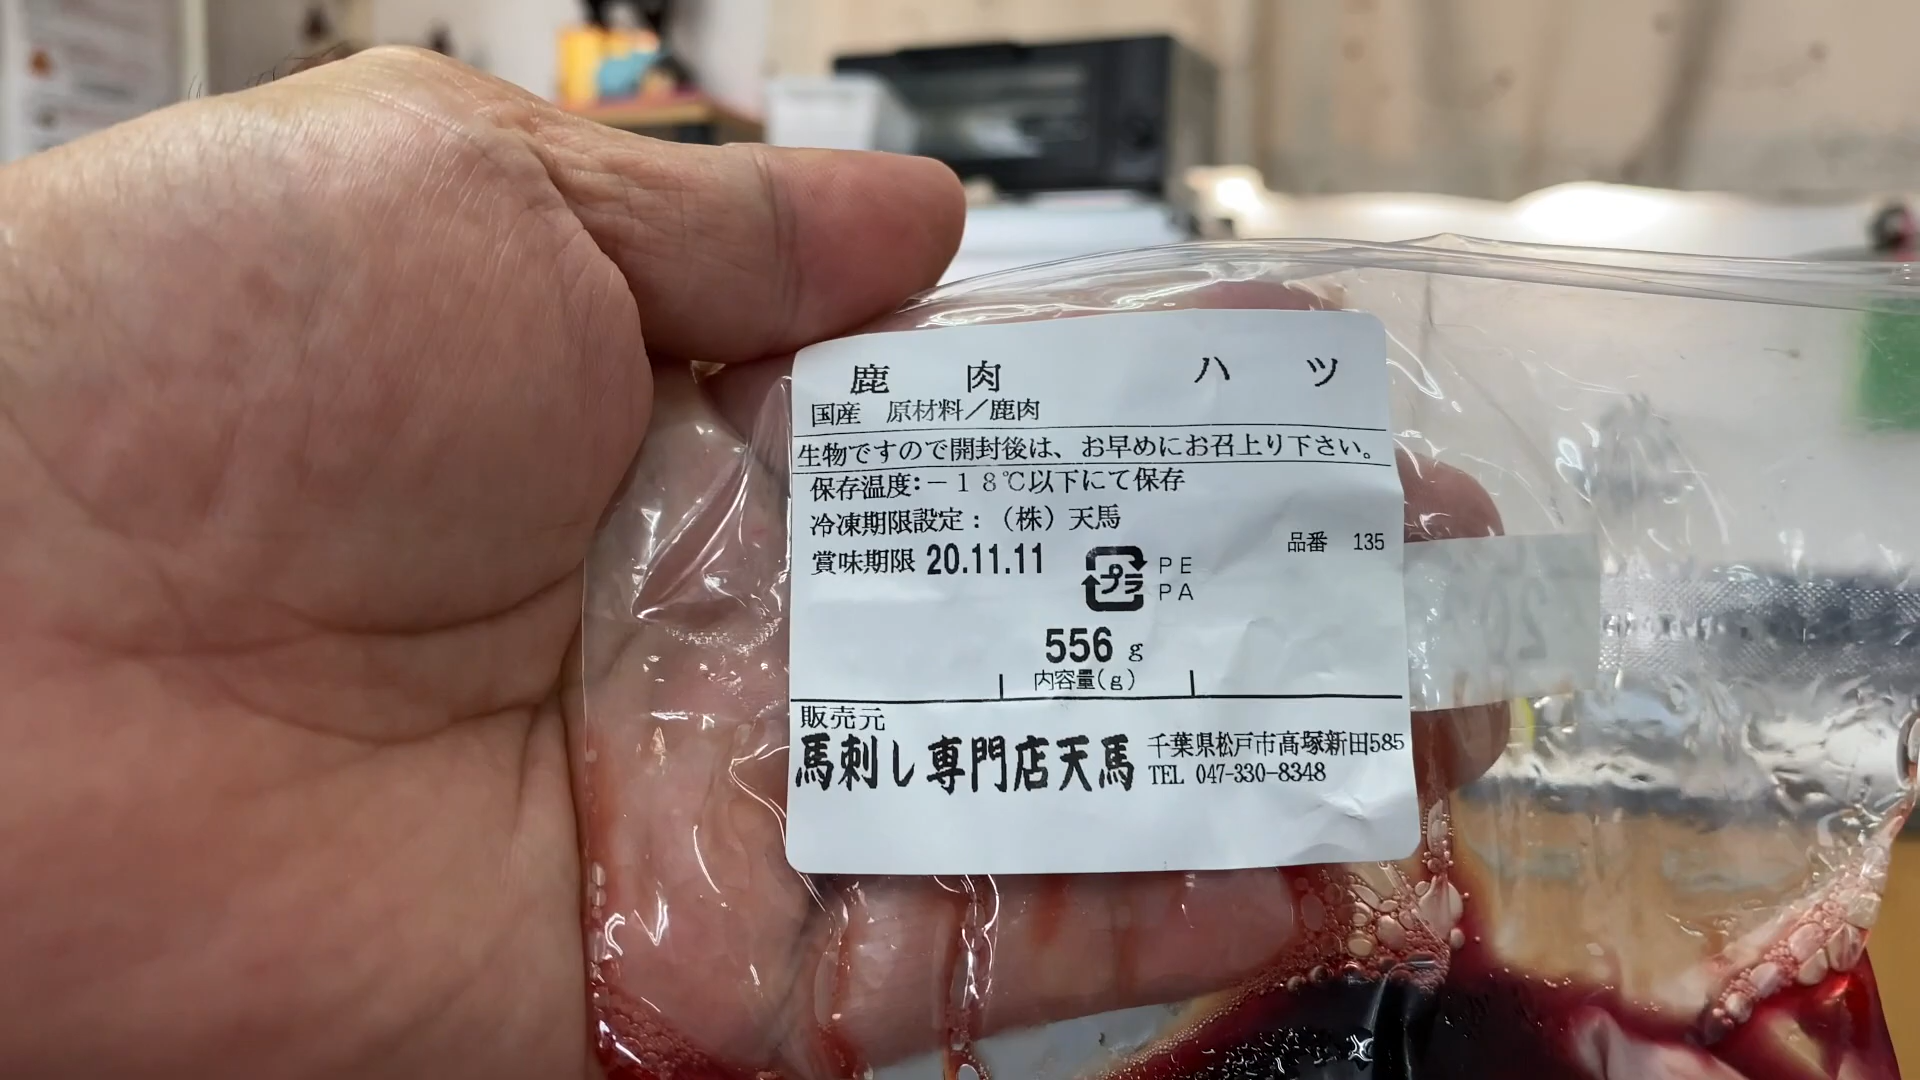 鹿肉 ハツ
国産 原材料／鹿肉
生物ですので開封後は、お早めにお召上り下さい。
保存温度:－１８℃以下にて保存
冷凍期限設定：（株）天馬
品番 135
賞味期限 20.11.11
プラ
PE
PA
556 g
内容量(g)
販売元
馬刺し専門店天馬
千葉県松戸市高塚新田585
TEL 047-330-8348